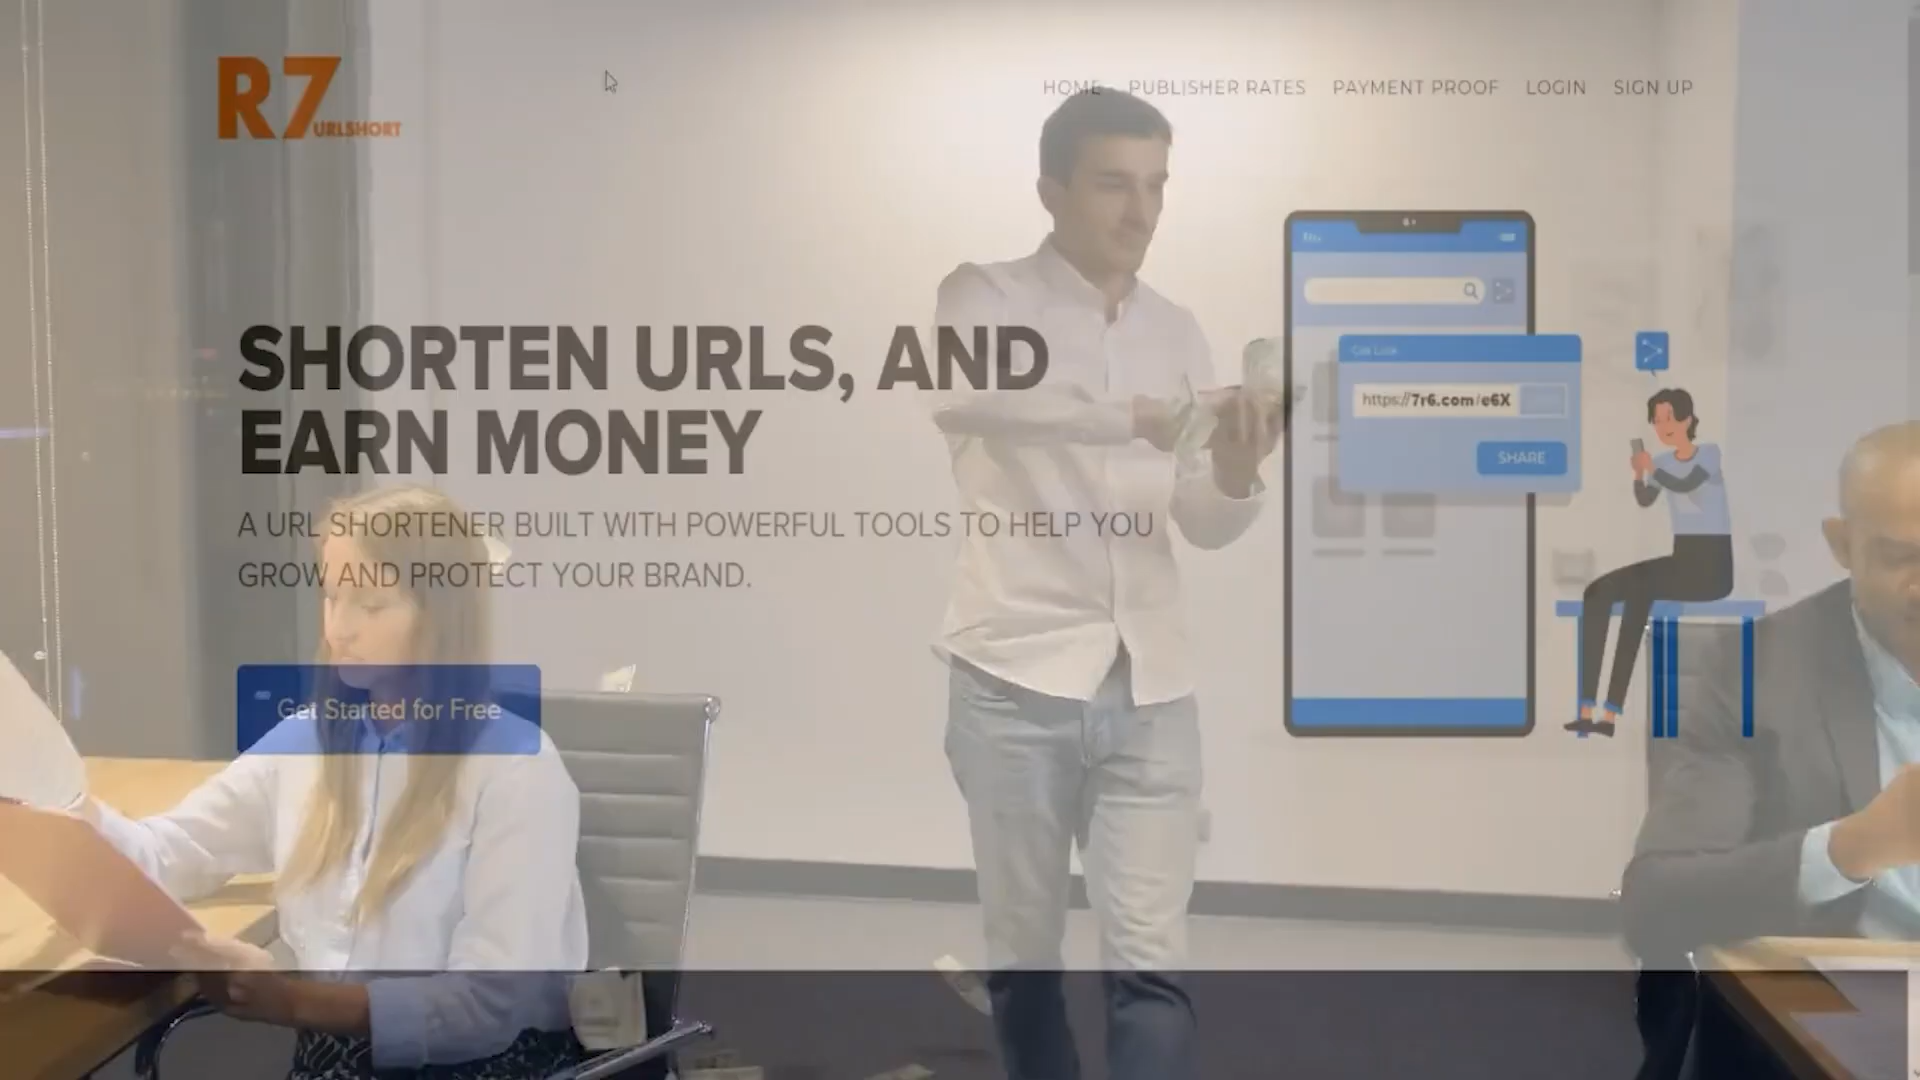 R7
URLSHORT
HOME PUBLISHER RATES PAYMENT PROOF LOGIN SIGN UP
SHORTEN URLS, AND
EARN MONEY
A URL SHORTENER BUILT WITH POWERFUL TOOLS TO HELP YOU
GROW AND PROTECT YOUR BRAND.
Get Started for Free
https://7r6.com/e6X
SHARE